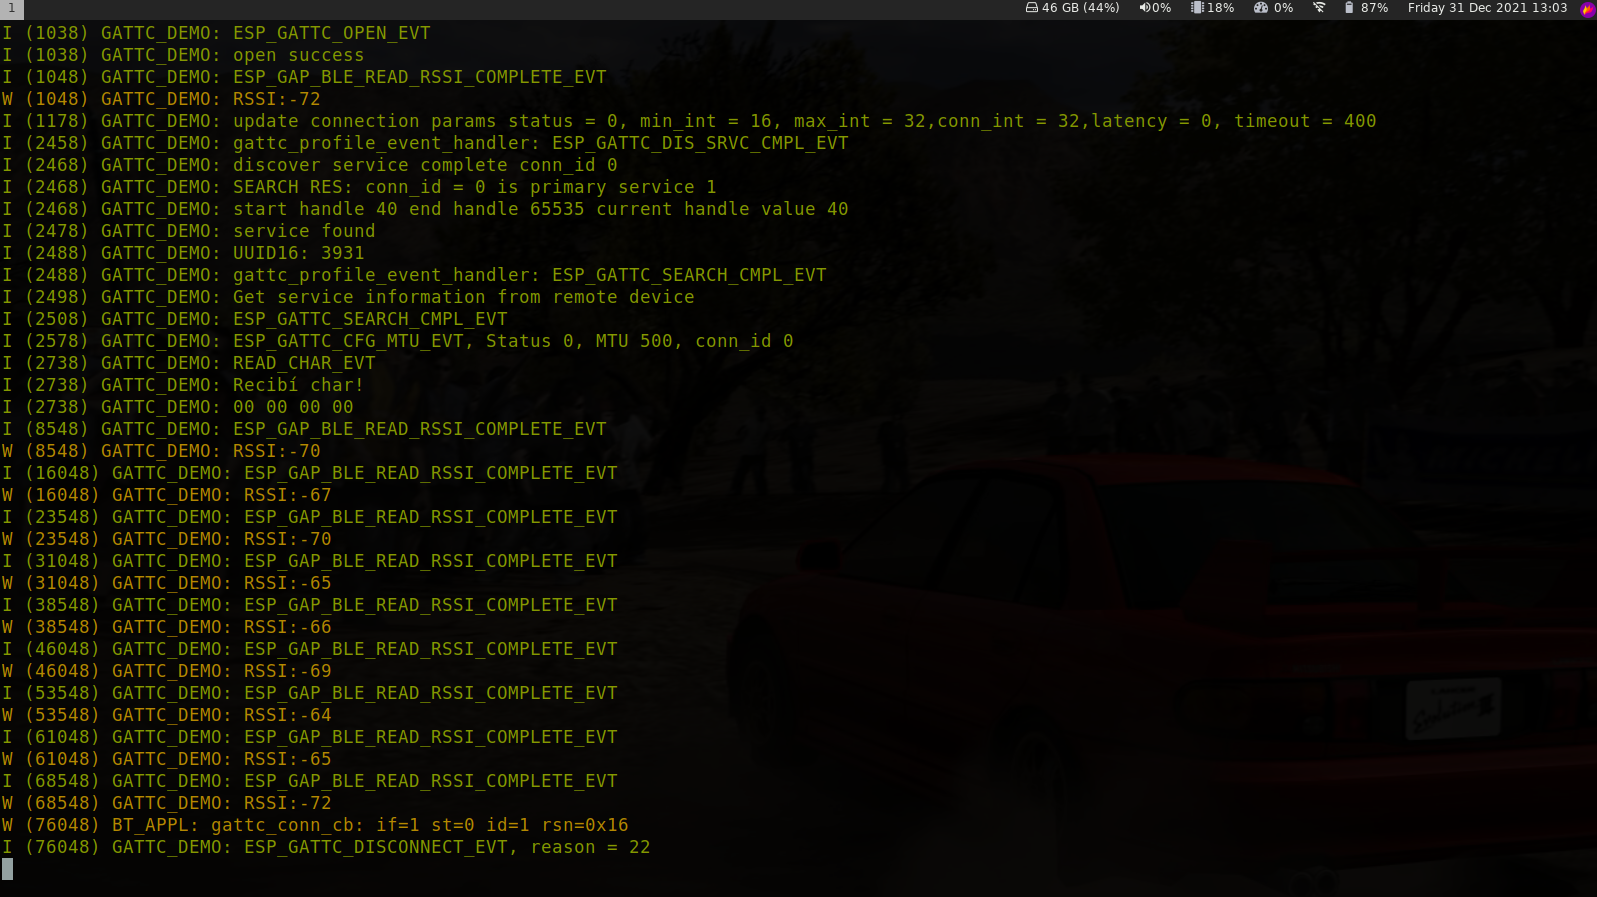 1 46 GB (44%) 0% 18% 0% 87% Friday 31 Dec 2021 13:03
I (1038) GATTC_DEMO: ESP_GATTC_OPEN_EVT
I (1038) GATTC_DEMO: open success
I (1048) GATTC_DEMO: ESP_GAP_BLE_READ_RSSI_COMPLETE_EVT
W (1048) GATTC_DEMO: RSSI:-72
I (1178) GATTC_DEMO: update connection params status = 0, min_int = 16, max_int = 32,conn_int = 32,latency = 0, timeout = 400
I (2458) GATTC_DEMO: gattc_profile_event_handler: ESP_GATTC_DIS_SRVC_CMPL_EVT
I (2468) GATTC_DEMO: discover service complete conn_id 0
I (2468) GATTC_DEMO: SEARCH RES: conn_id = 0 is primary service 1
I (2468) GATTC_DEMO: start handle 40 end handle 65535 current handle value 40
I (2478) GATTC_DEMO: service found
I (2488) GATTC_DEMO: UUID16: 3931
I (2488) GATTC_DEMO: gattc_profile_event_handler: ESP_GATTC_SEARCH_CMPL_EVT
I (2498) GATTC_DEMO: Get service information from remote device
I (2508) GATTC_DEMO: ESP_GATTC_SEARCH_CMPL_EVT
I (2578) GATTC_DEMO: ESP_GATTC_CFG_MTU_EVT, Status 0, MTU 500, conn_id 0
I (2738) GATTC_DEMO: READ_CHAR_EVT
I (2738) GATTC_DEMO: Recibí char!
I (2738) GATTC_DEMO: 00 00 00 00
I (8548) GATTC_DEMO: ESP_GAP_BLE_READ_RSSI_COMPLETE_EVT
W (8548) GATTC_DEMO: RSSI:-70
I (16048) GATTC_DEMO: ESP_GAP_BLE_READ_RSSI_COMPLETE_EVT
W (16048) GATTC_DEMO: RSSI:-67
I (23548) GATTC_DEMO: ESP_GAP_BLE_READ_RSSI_COMPLETE_EVT
W (23548) GATTC_DEMO: RSSI:-70
I (31048) GATTC_DEMO: ESP_GAP_BLE_READ_RSSI_COMPLETE_EVT
W (31048) GATTC_DEMO: RSSI:-65
I (38548) GATTC_DEMO: ESP_GAP_BLE_READ_RSSI_COMPLETE_EVT
W (38548) GATTC_DEMO: RSSI:-66
I (46048) GATTC_DEMO: ESP_GAP_BLE_READ_RSSI_COMPLETE_EVT
W (46048) GATTC_DEMO: RSSI:-69
I (53548) GATTC_DEMO: ESP_GAP_BLE_READ_RSSI_COMPLETE_EVT
W (53548) GATTC_DEMO: RSSI:-64
I (61048) GATTC_DEMO: ESP_GAP_BLE_READ_RSSI_COMPLETE_EVT
W (61048) GATTC_DEMO: RSSI:-65
I (68548) GATTC_DEMO: ESP_GAP_BLE_READ_RSSI_COMPLETE_EVT
W (68548) GATTC_DEMO: RSSI:-72
W (76048) BT_APPL: gattc_conn_cb: if=1 st=0 id=1 rsn=0x16
I (76048) GATTC_DEMO: ESP_GATTC_DISCONNECT_EVT, reason = 22